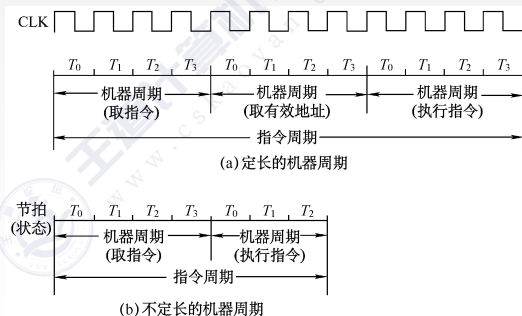 CLK
T0 T1 T2 T3 T0 T1 T2 T3 T0 T1 T2 T3
机器周期 机器周期 机器周期
(取指令) (取有效地址) (执行指令)
指令周期
(a)定长的机器周期
节拍 T0 T1 T2 T3 T0 T1 T2
(状态)
机器周期 机器周期
(取指令) (执行指令)
指令周期
(b)不定长的机器周期